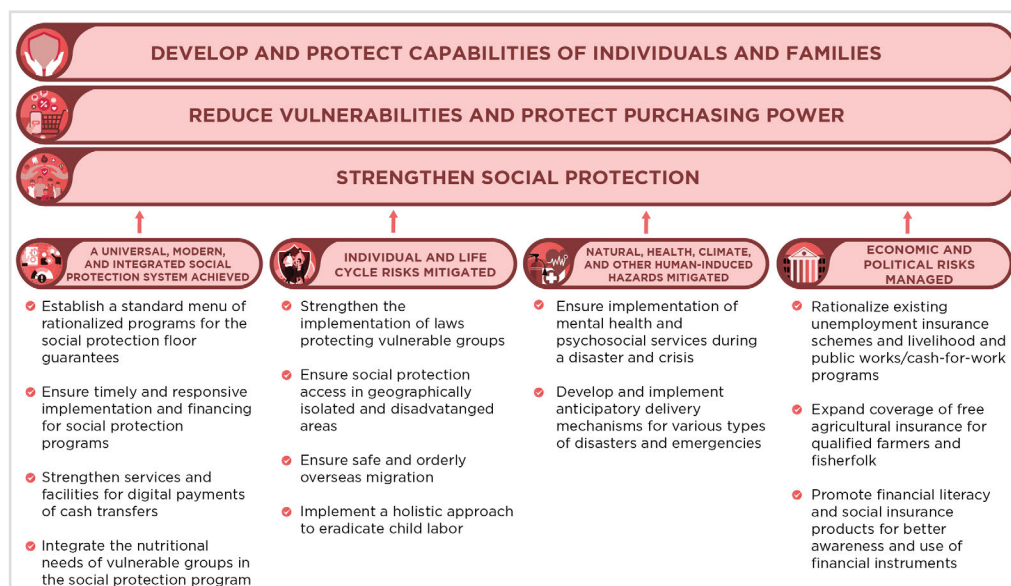 DEVELOP AND PROTECT CAPABILITIES OF INDIVIDUALS AND FAMILIES
REDUCE VULNERABILITIES AND PROTECT PURCHASING POWER
STRENGTHEN SOCIAL PROTECTION
A UNIVERSAL, MODERN,
AND INTEGRATED SOCIAL
PROTECTION SYSTEM ACHIEVED
Establish a standard menu of
rationalized programs for the
social protection floor
guarantees
Ensure timely and responsive
implementation and financing
for social protection
programs
Strengthen services and
facilities for digital payments
of cash transfers
Integrate the nutritional
needs of vulnerable groups in
the social protection program
INDIVIDUAL AND LIFE
CYCLE RISKS MITIGATED
Strengthen the
implementation of laws
protecting vulnerable groups
Ensure social protection
access in geographically
isolated and disadvatanged
areas
Ensure safe and orderly
overseas migration
Implement a holistic approach
to eradicate child labor
NATURAL, HEALTH, CLIMATE,
AND OTHER HUMAN-INDUCED
HAZARDS MITIGATED
Ensure implementation of
mental health and
psychosocial services during
a disaster and crisis
Develop and implement
anticipatory delivery
mechanisms for various types
of disasters and emergencies
ECONOMIC AND
POLITICAL RISKS
MANAGED
Rationalize existing
unemployment insurance
schemes and livelihood and
public works/cash-for-work
programs
Expand coverage of free
agricultural insurance for
qualified farmers and
fisherfolk
Promote financial literacy
and social insurance
products for better
awareness and use of
financial instruments